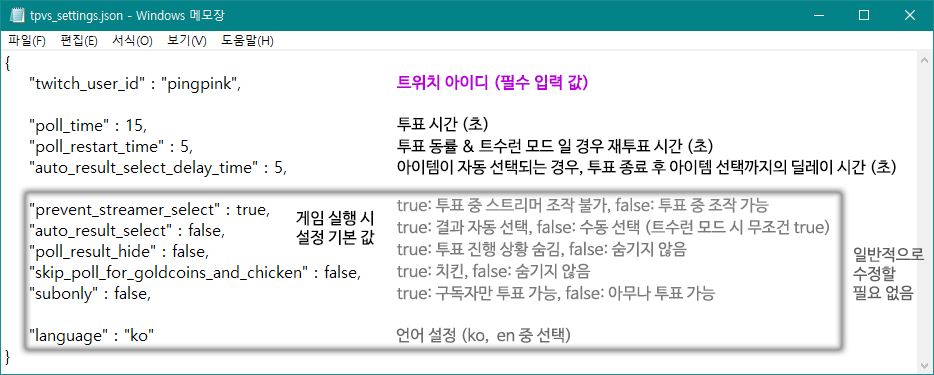 tpvs_settings.json - Windows 메모장
파일(F) 편집(E) 서식(O) 보기(V) 도움말(H)
{
"twitch_user_id" : "pingpink", 트위치 아이디 (필수 입력 값)
"poll_time" : 15, 투표 시간 (초)
"poll_restart_time" : 5, 투표 동률 & 트수런 모드 일 경우 재투표 시간 (초)
"auto_result_select_delay_time" : 5, 아이템이 자동 선택되는 경우, 투표 종료 후 아이템 선택까지의 딜레이 시간 (초)
"prevent_streamer_select" : true, true: 투표 중 스트리머 조작 불가, false: 투표 중 조작 가능
"auto_result_select" : false, true: 결과 자동 선택, false: 수동 선택 (트수런 모드 시 무조건 true)
"poll_result_hide" : false, true: 투표 진행 상황 숨김, false: 숨기지 않음
"skip_poll_for_goldcoins_and_chicken" : false, true: 치킨, false: 숨기지 않음
"subonly" : false, true: 구독자만 투표 가능, false: 아무나 투표 가능
"language" : "ko" 언어 설정 (ko, en 중 선택)
}
게임 실행 시
설정 기본 값
일반적으로
수정할
필요 없음